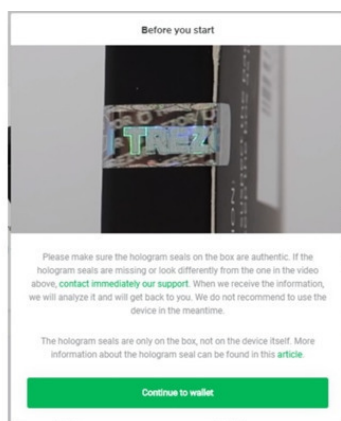 Before you start
TREZO
Please make sure the hologram seals on the box are authentic. If the
hologram seals are missing or look differently from the one in the video
above, contact immediately our support. When we receive the information,
we will analyze it and will get back to you. We do not recommend to use the
device in the meantime.
The hologram seals are only on the box, not on the device itself. More
information about the hologram seal can be found in this article.
Continue to wallet